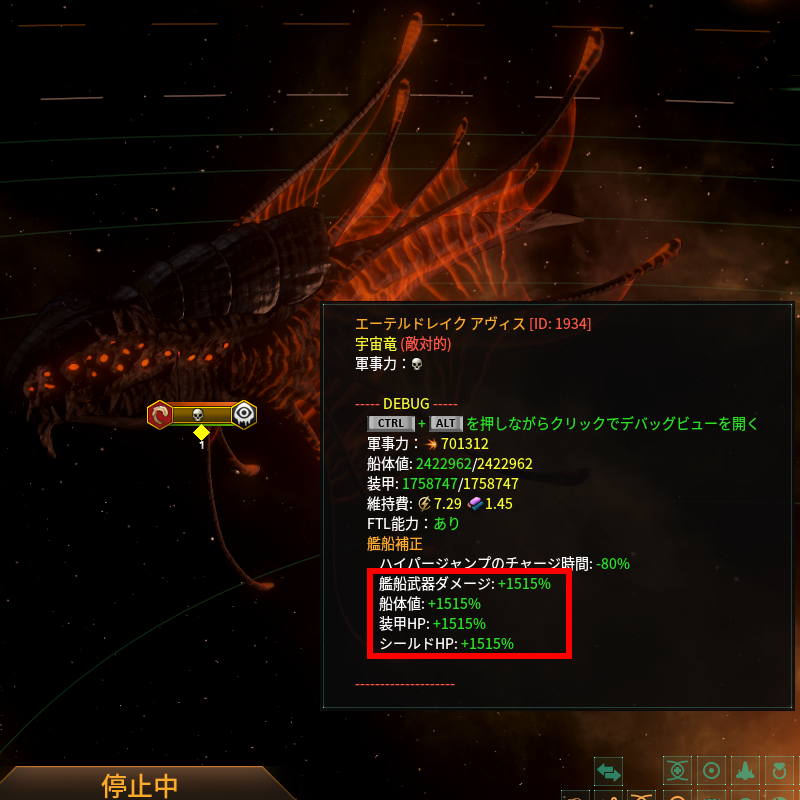 エーテルドレイク アヴィス [ID: 1934]
宇宙竜 (敵対的)
軍事力：
----- DEBUG -----
CTRL + ALT を押しながらクリックでデバッグビューを開く
軍事力： 701312
船体値: 2422962/2422962
装甲: 1758747/1758747
維持費: 7.29 1.45
FTL能力：あり
艦船補正
ハイパージャンプのチャージ時間: -80%
艦船武器ダメージ: +1515%
船体値: +1515%
装甲HP: +1515%
シールドHP: +1515%
--------------------
1
停止中